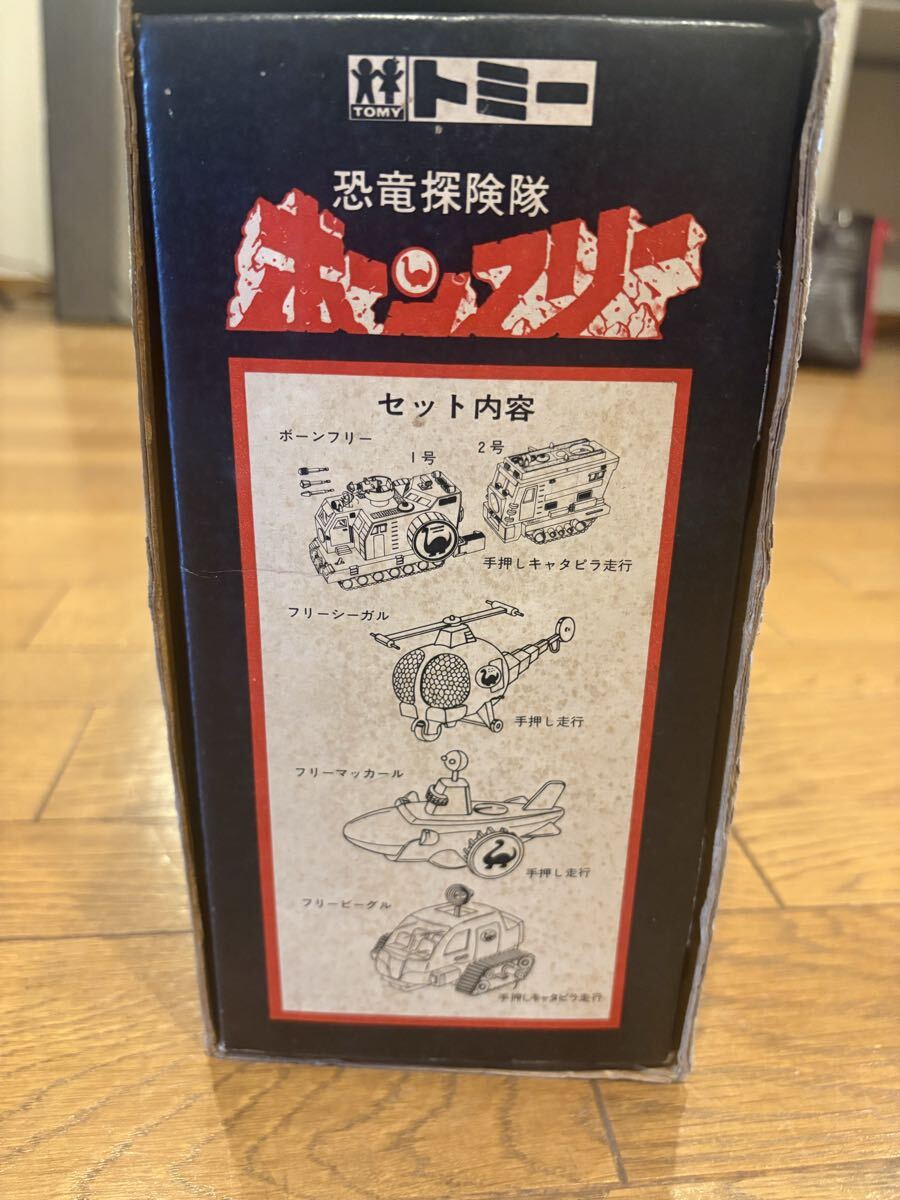 TOMY トミー
恐竜探険隊
ボーンフリー
セット内容
ボーンフリー
1号
2号
手押しキャタピラ走行
フリーシーガル
手押し走行
フリーマッカール
手押し走行
フリービーグル
手押しキャタピラ走行